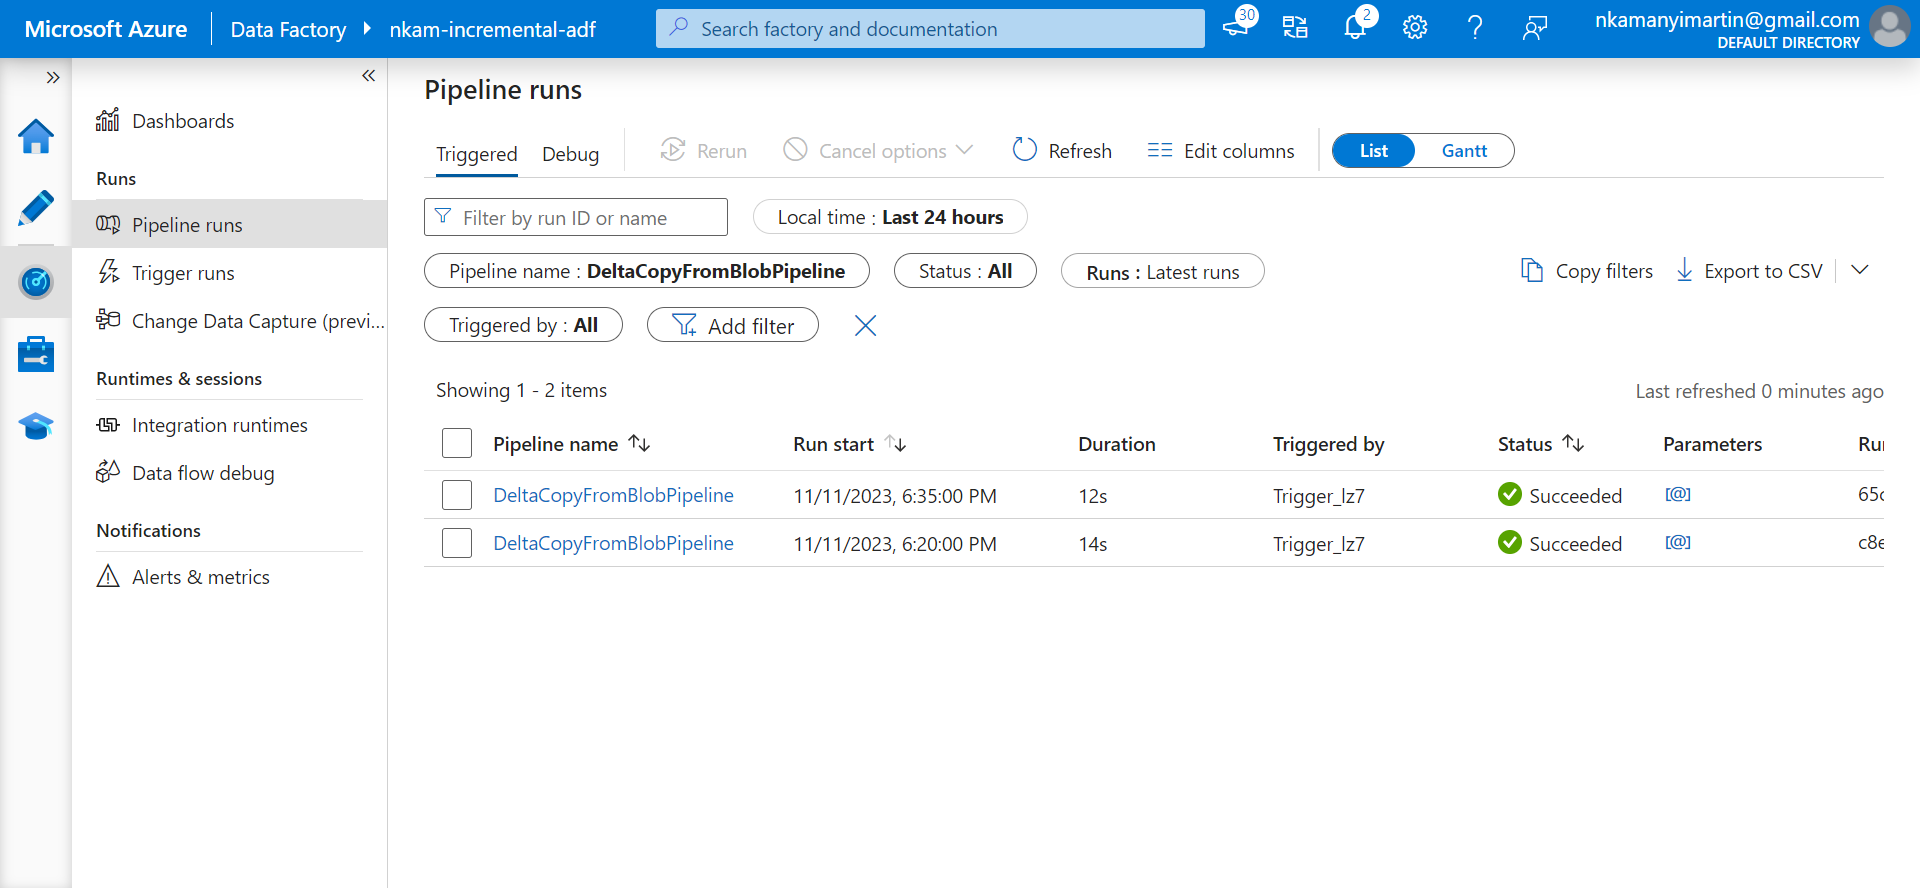 Microsoft Azure Data Factory nkam-incremental-adf Search factory and documentation 30 2 nkamanyimartin@gmail.com
DEFAULT DIRECTORY
Dashboards
Runs
Pipeline runs
Trigger runs
Change Data Capture (previ...
Runtimes & sessions
Integration runtimes
Data flow debug
Notifications
Alerts & metrics
Pipeline runs
Triggered Debug Rerun Cancel options Refresh Edit columns List Gantt
Filter by run ID or name Local time : Last 24 hours
Pipeline name : DeltaCopyFromBlobPipeline Status : All Runs : Latest runs Copy filters Export to CSV
Triggered by : All Add filter
Showing 1 - 2 items Last refreshed 0 minutes ago
Pipeline name Run start Duration Triggered by Status Parameters
DeltaCopyFromBlobPipeline 11/11/2023, 6:35:00 PM 12s Trigger_lz7 Succeeded [@]
DeltaCopyFromBlobPipeline 11/11/2023, 6:20:00 PM 14s Trigger_lz7 Succeeded [@] c8e